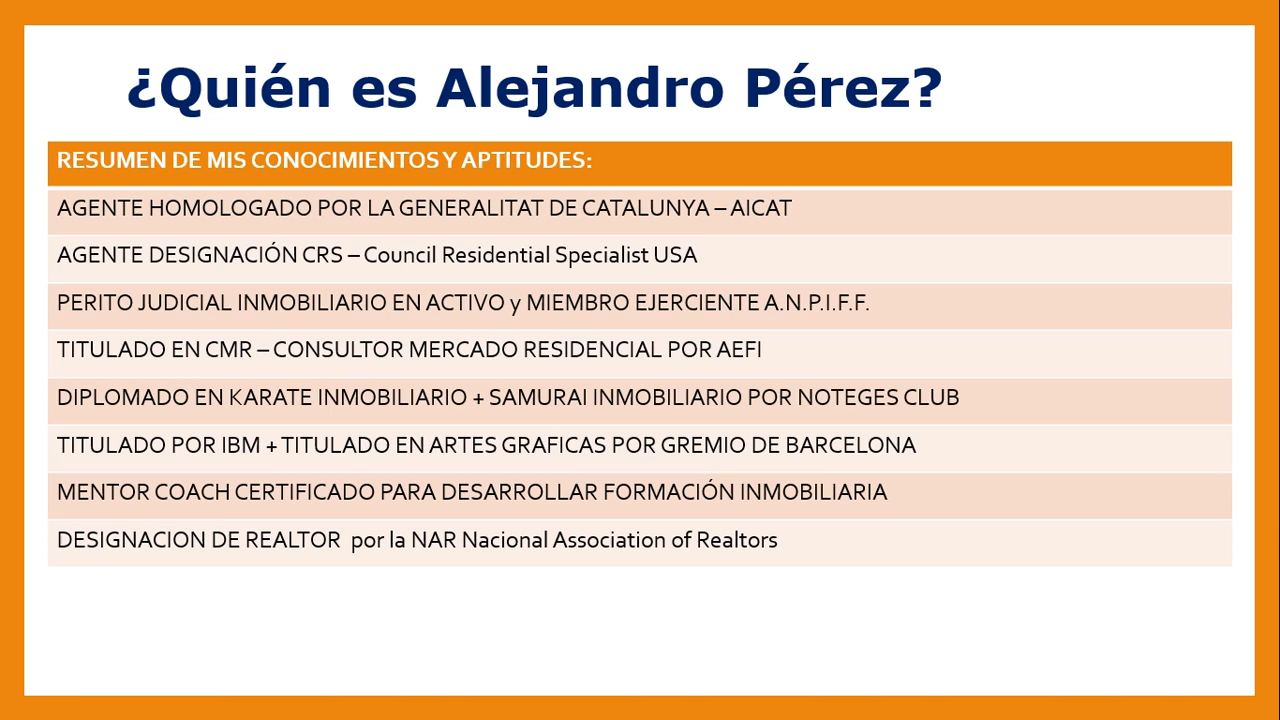 ¿Quién es Alejandro Pérez?
RESUMEN DE MIS CONOCIMIENTOS Y APTITUDES:
AGENTE HOMOLOGADO POR LA GENERALITAT DE CATALUNYA – AICAT
AGENTE DESIGNACIÓN CRS – Council Residential Specialist USA
PERITO JUDICIAL INMOBILIARIO EN ACTIVO y MIEMBRO EJERCIENTE A.N.P.I.F.F.
TITULADO EN CMR – CONSULTOR MERCADO RESIDENCIAL POR AEFI
DIPLOMADO EN KARATE INMOBILIARIO + SAMURAI INMOBILIARIO POR NOTEGES CLUB
TITULADO POR IBM + TITULADO EN ARTES GRAFICAS POR GREMIO DE BARCELONA
MENTOR COACH CERTIFICADO PARA DESARROLLAR FORMACIÓN INMOBILIARIA
DESIGNACION DE REALTOR por la NAR Nacional Association of Realtors